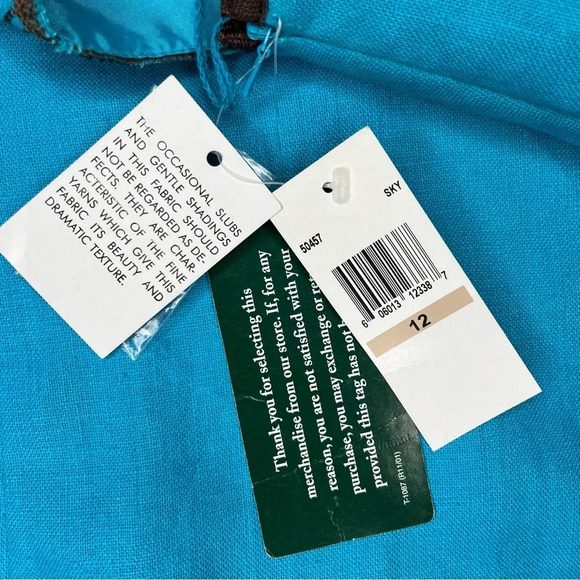 THE OCCASIONAL SLUBS
AND GENTLE SHADINGS
IN THIS FABRIC SHOULD
NOT BE REGARDED AS DE-
FECTS. THEY ARE CHAR-
ACTERISTIC OF THE FINE
YARNS WHICH GIVE THIS
FABRIC ITS BEAUTY AND
DRAMATIC TEXTURE.
50457
SKY
6 06013 12338 7
12
Thank you for selecting this
merchandise from our store. If, for any
reason, you are not satisfied with your
purchase, you may exchange or
provided this tag has not
T-1087 (R11/01)